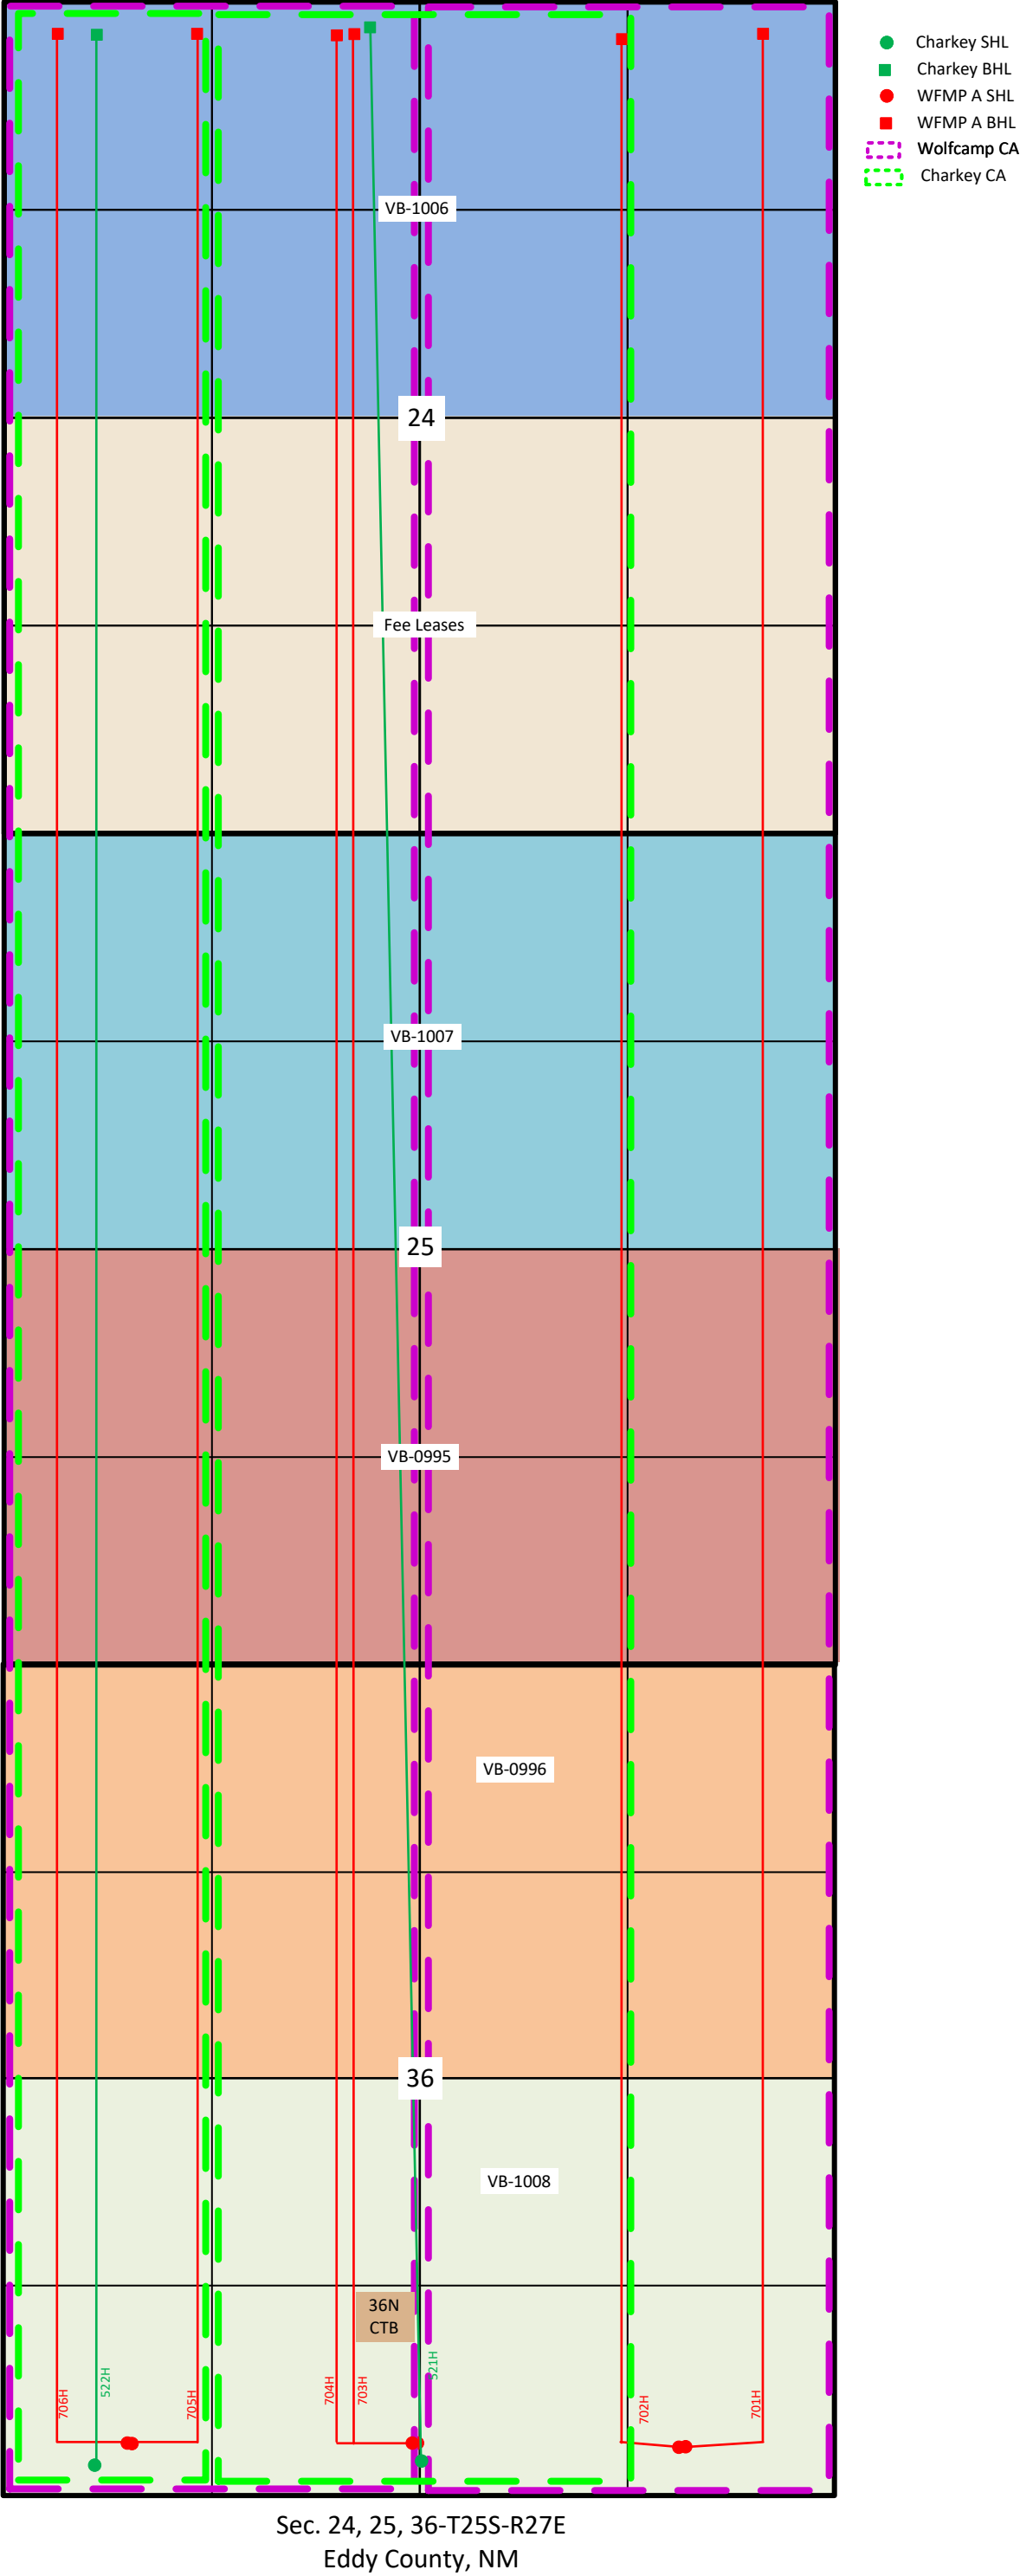 Charkey SHL
Charkey BHL
WFMP A SHL
WFMP A BHL
Wolfcamp CA
Charkey CA
VB-1006
24
Fee Leases
VB-1007
25
VB-0995
VB-0996
36
VB-1008
36N
CTB
706H
522H
705H
704H
703H
521H
702H
701H
Sec. 24, 25, 36-T25S-R27E
Eddy County, NM